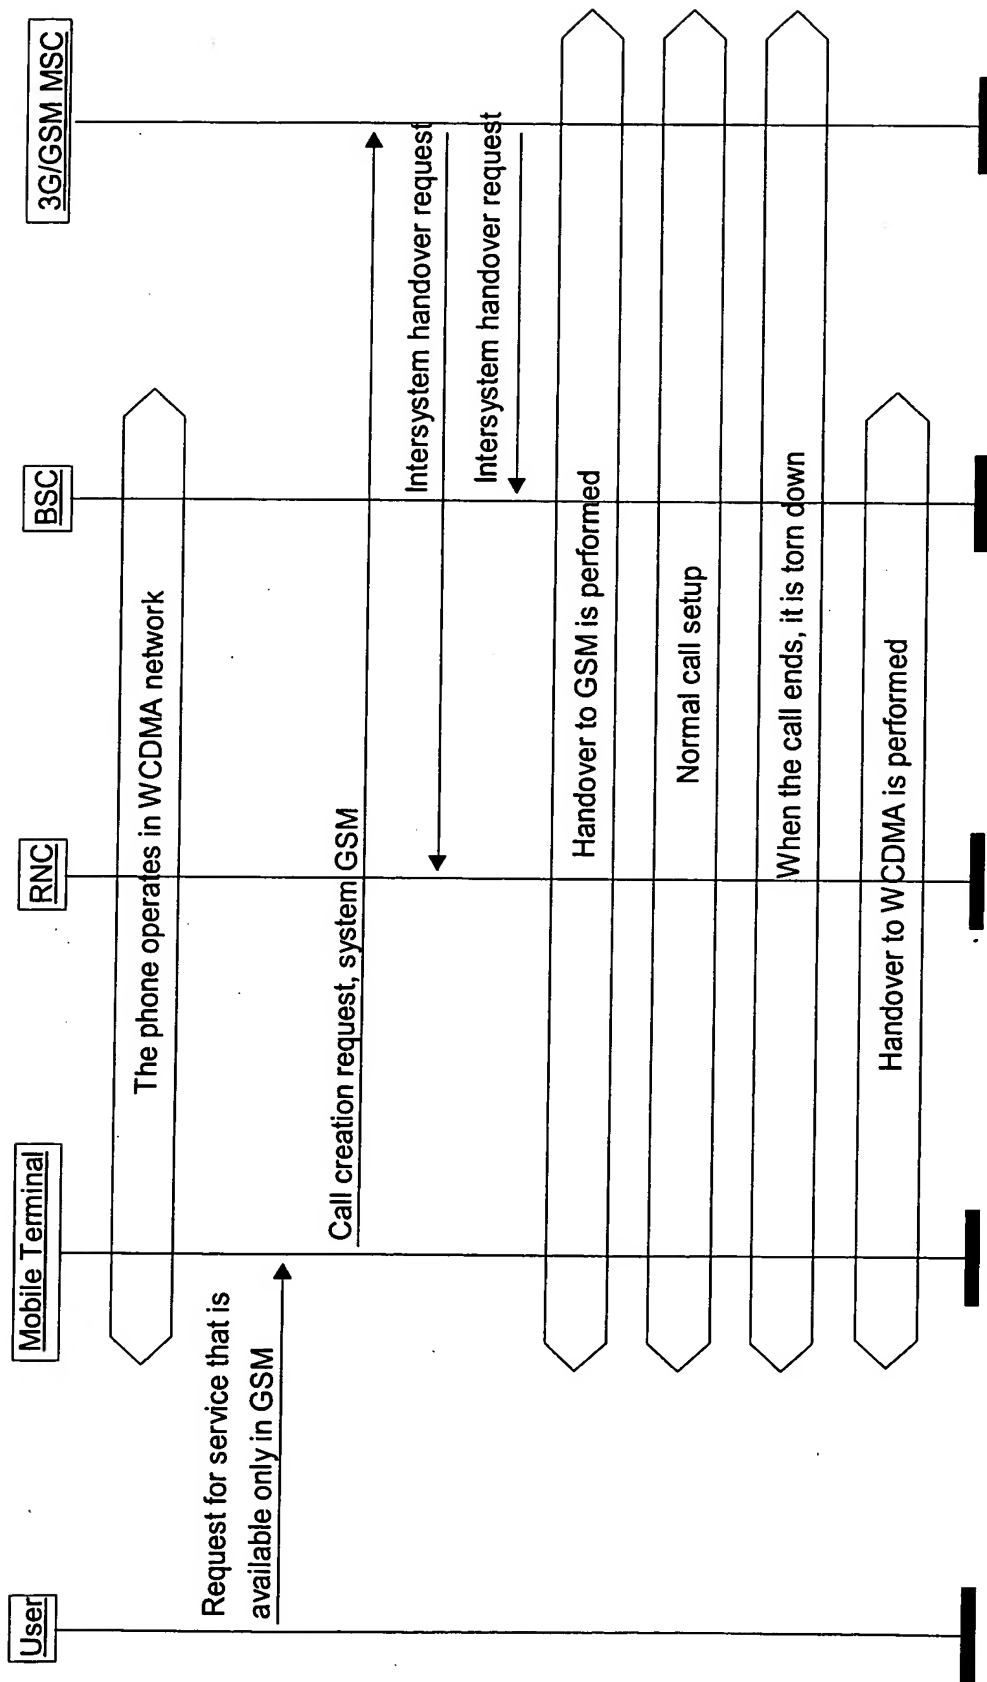 User
Mobile Terminal
RNC
BSC
3G/GSM MSC
The phone operates in WCDMA network
Request for service that is
available only in GSM
Call creation request, system GSM
Intersystem handover request
Intersystem handover request
Handover to GSM is performed
Normal call setup
When the call ends, it is torn down
Handover to WCDMA is performed